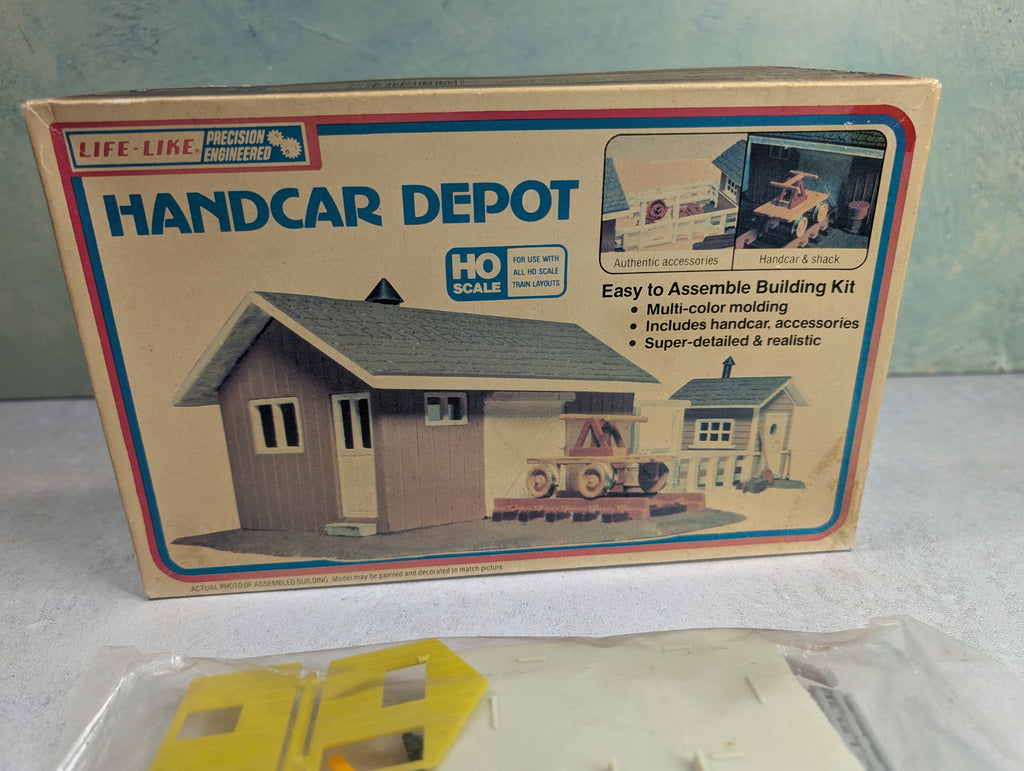 LIFE-LIKE®
PRECISION
ENGINEERED
HANDCAR DEPOT
HO
SCALE
FOR USE WITH
ALL HO SCALE
TRAIN LAYOUTS
Authentic accessories
Handcar & shack
Easy to Assemble Building Kit
• Multi-color molding
• Includes handcar, accessories
• Super-detailed & realistic
ACTUAL PHOTO OF ASSEMBLED BUILDING. Model may be painted and decorated to match picture.